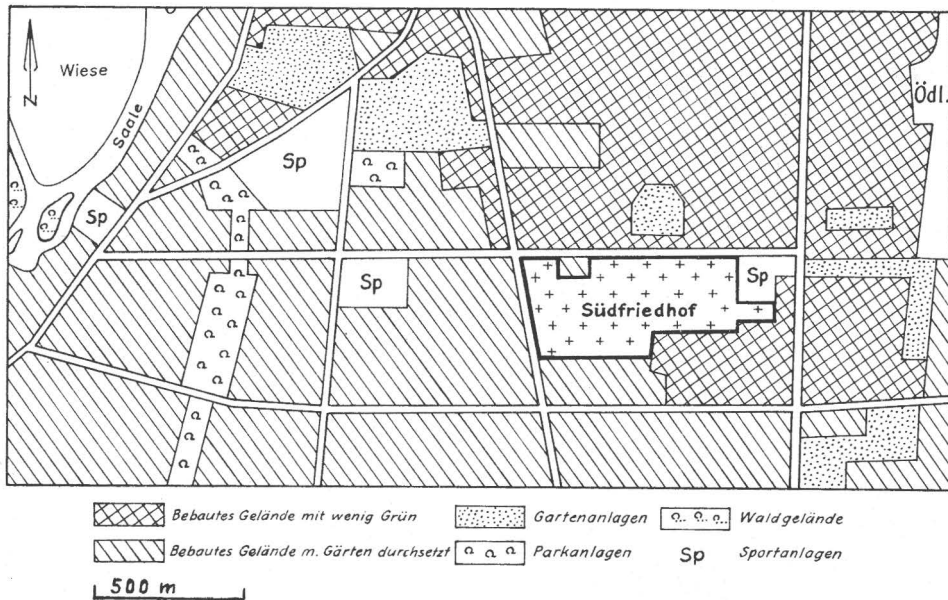 N
Wiese
Saale
Ödl.
Sp
Sp
Sp
Sp
Südfriedhof
Bebautes Gelände mit wenig Grün
Gartenanlagen
Waldgelände
Bebautes Gelände m. Gärten durchsetzt
Parkanlagen
Sp Sportanlagen
500 m